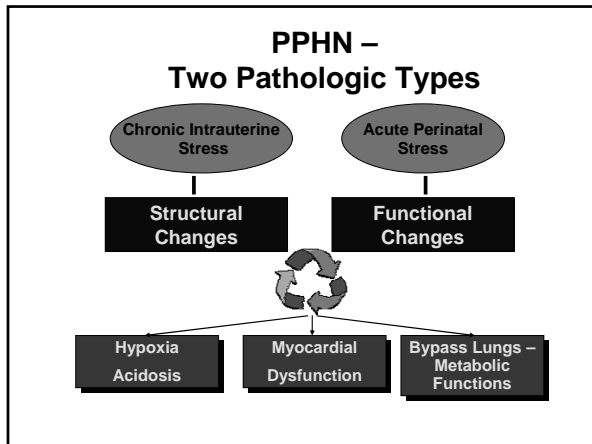 PPHN –
Two Pathologic Types
Chronic Intrauterine
Stress
Acute Perinatal
Stress
Structural
Changes
Functional
Changes
Hypoxia
Acidosis
Myocardial
Dysfunction
Bypass Lungs –
Metabolic
Functions